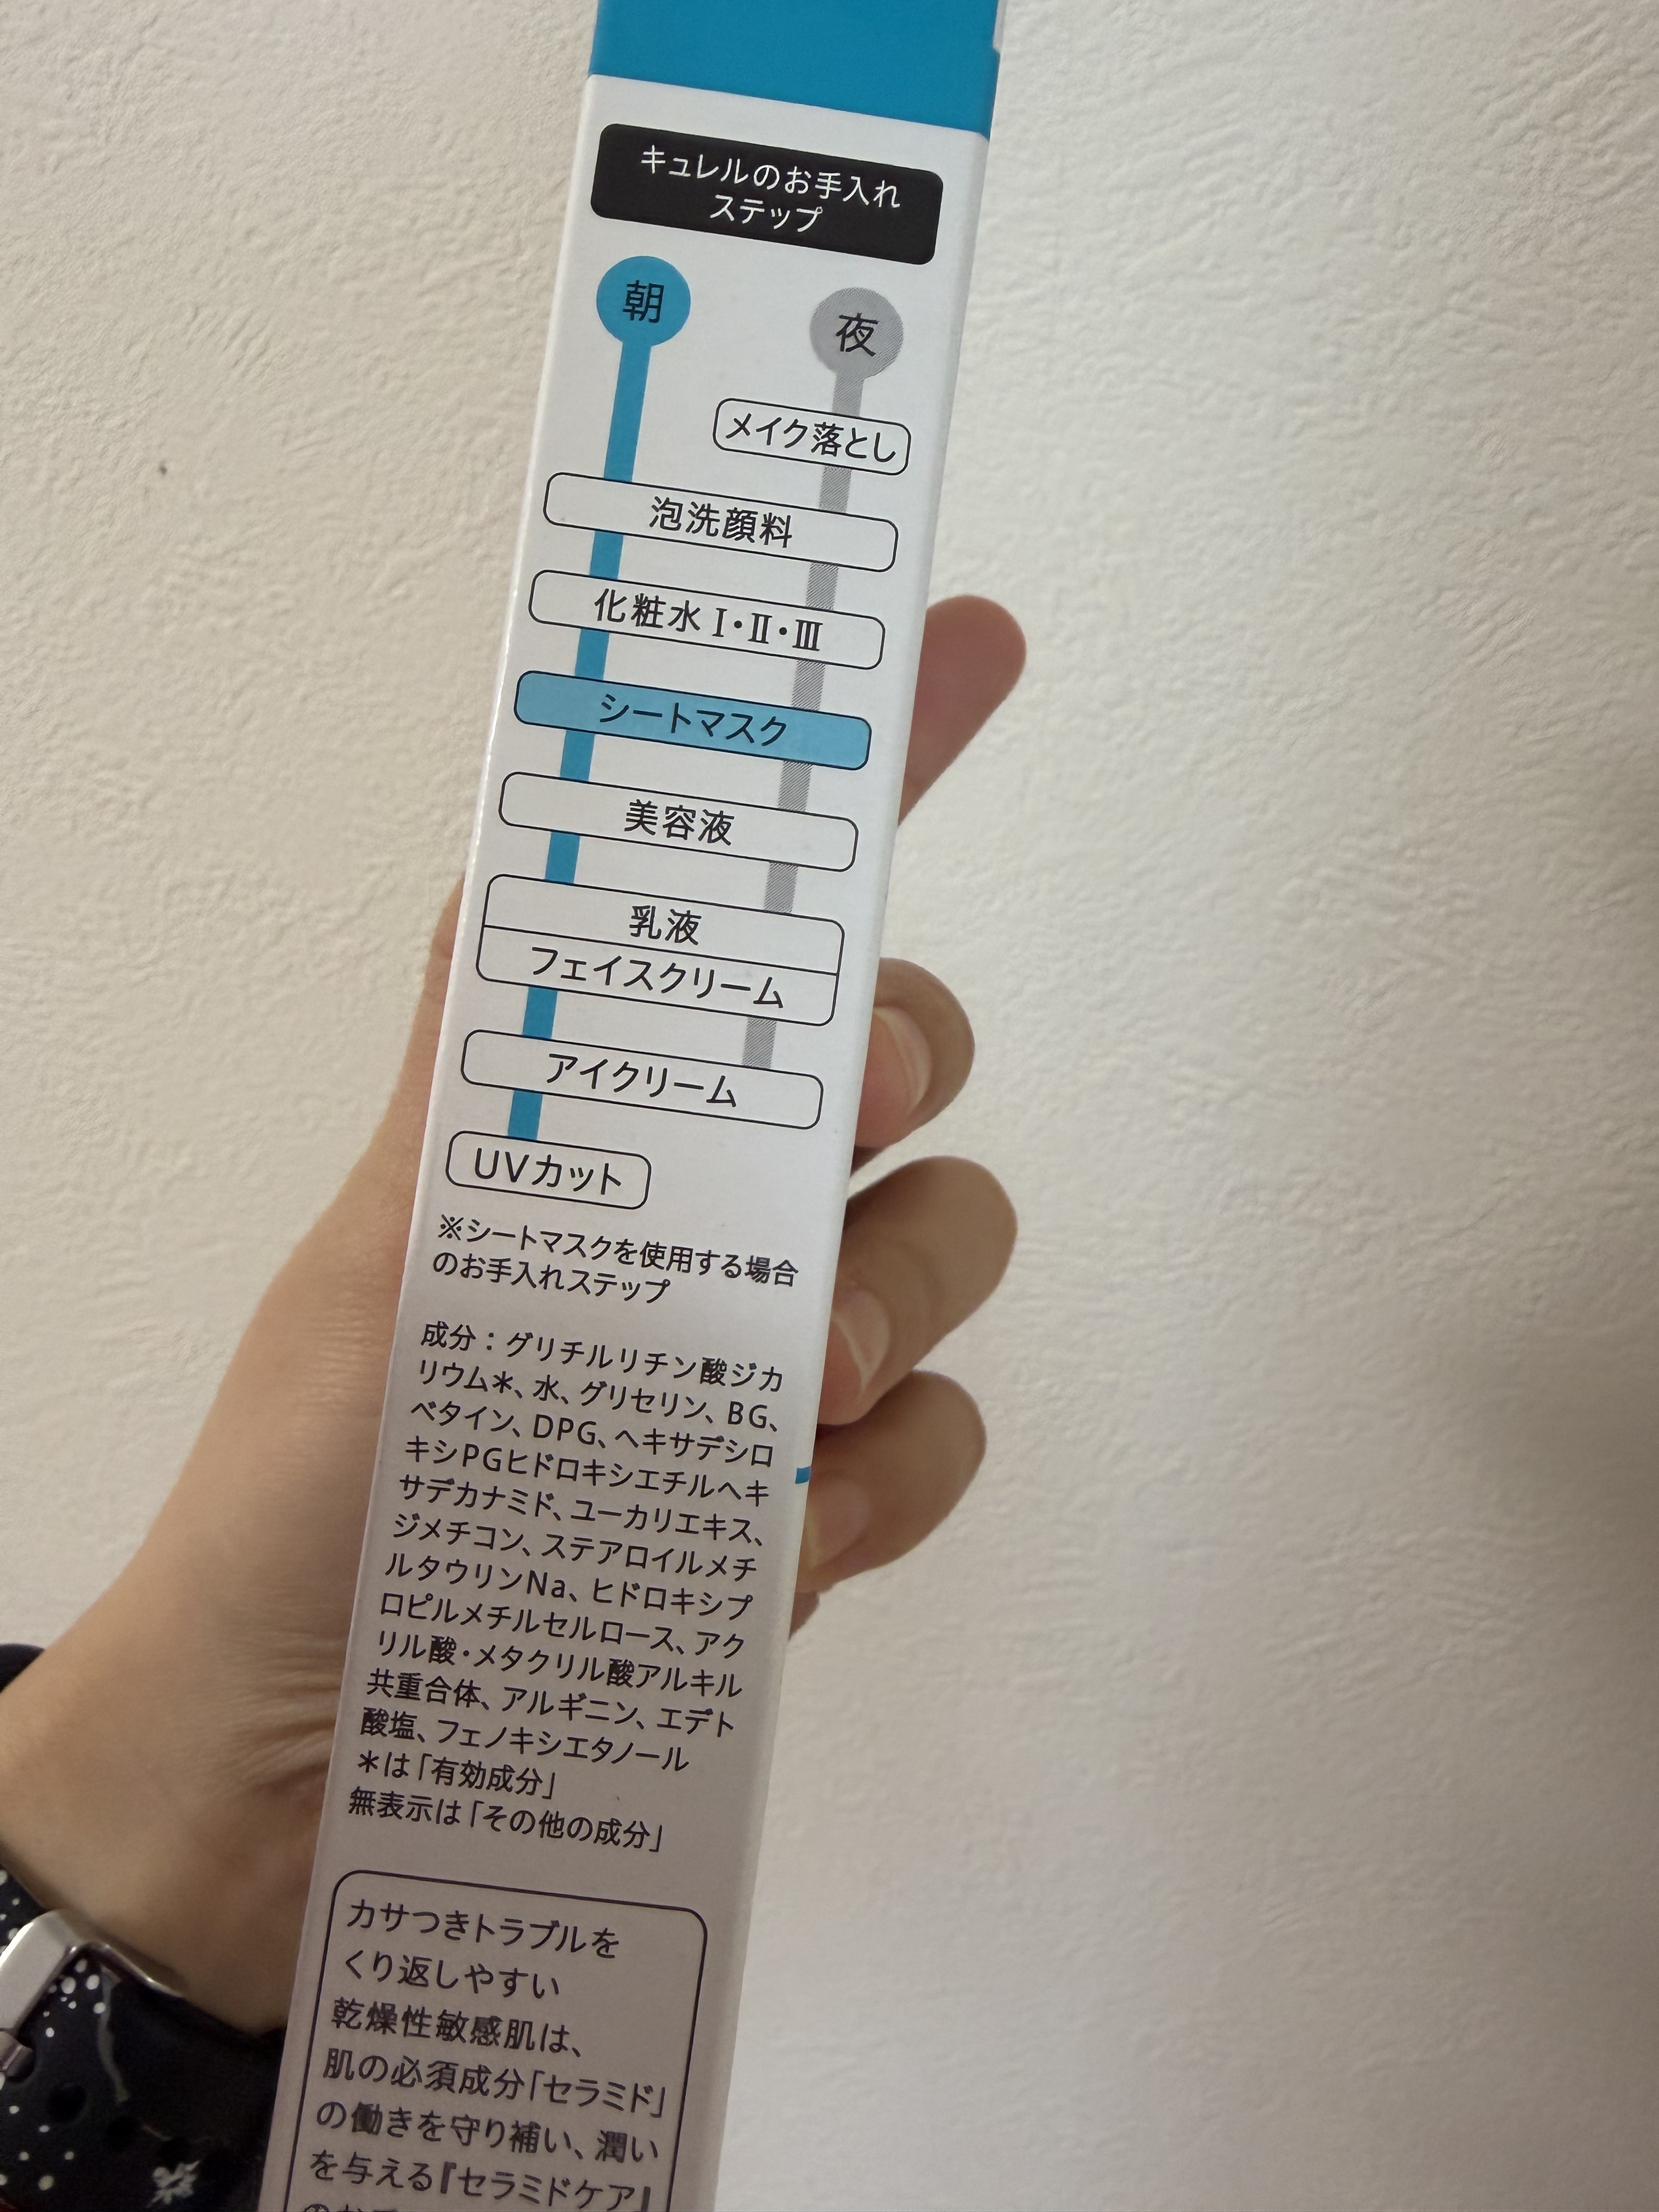 キュレルのお手入れ
ステップ
朝
夜
メイク落とし
泡洗顔料
化粧水 Ⅰ・Ⅱ・Ⅲ
シートマスク
美容液
乳液
フェイスクリーム
アイクリーム
UVカット
※シートマスクを使用する場合
のお手入れステップ
成分：グリチルリチン酸ジカ
リウム＊、水、グリセリン、BG、
ベタイン、DPG、ヘキサデシロ
キシPGヒドロキシエチルヘキ
サデカナミド、ユーカリエキス、
ジメチコン、ステアロイルメチ
ルタウリンNa、ヒドロキシプ
ロピルメチルセルロース、アク
リル酸・メタクリル酸アルキル
共重合体、アルギニン、エデト
酸塩、フェノキシエタノール
＊は「有効成分」
無表示は「その他の成分」
カサつきトラブルを
くり返しやすい
乾燥性敏感肌は、
肌の必須成分「セラミド」
の働きを守り補い、潤い
を与える『セラミドケア』